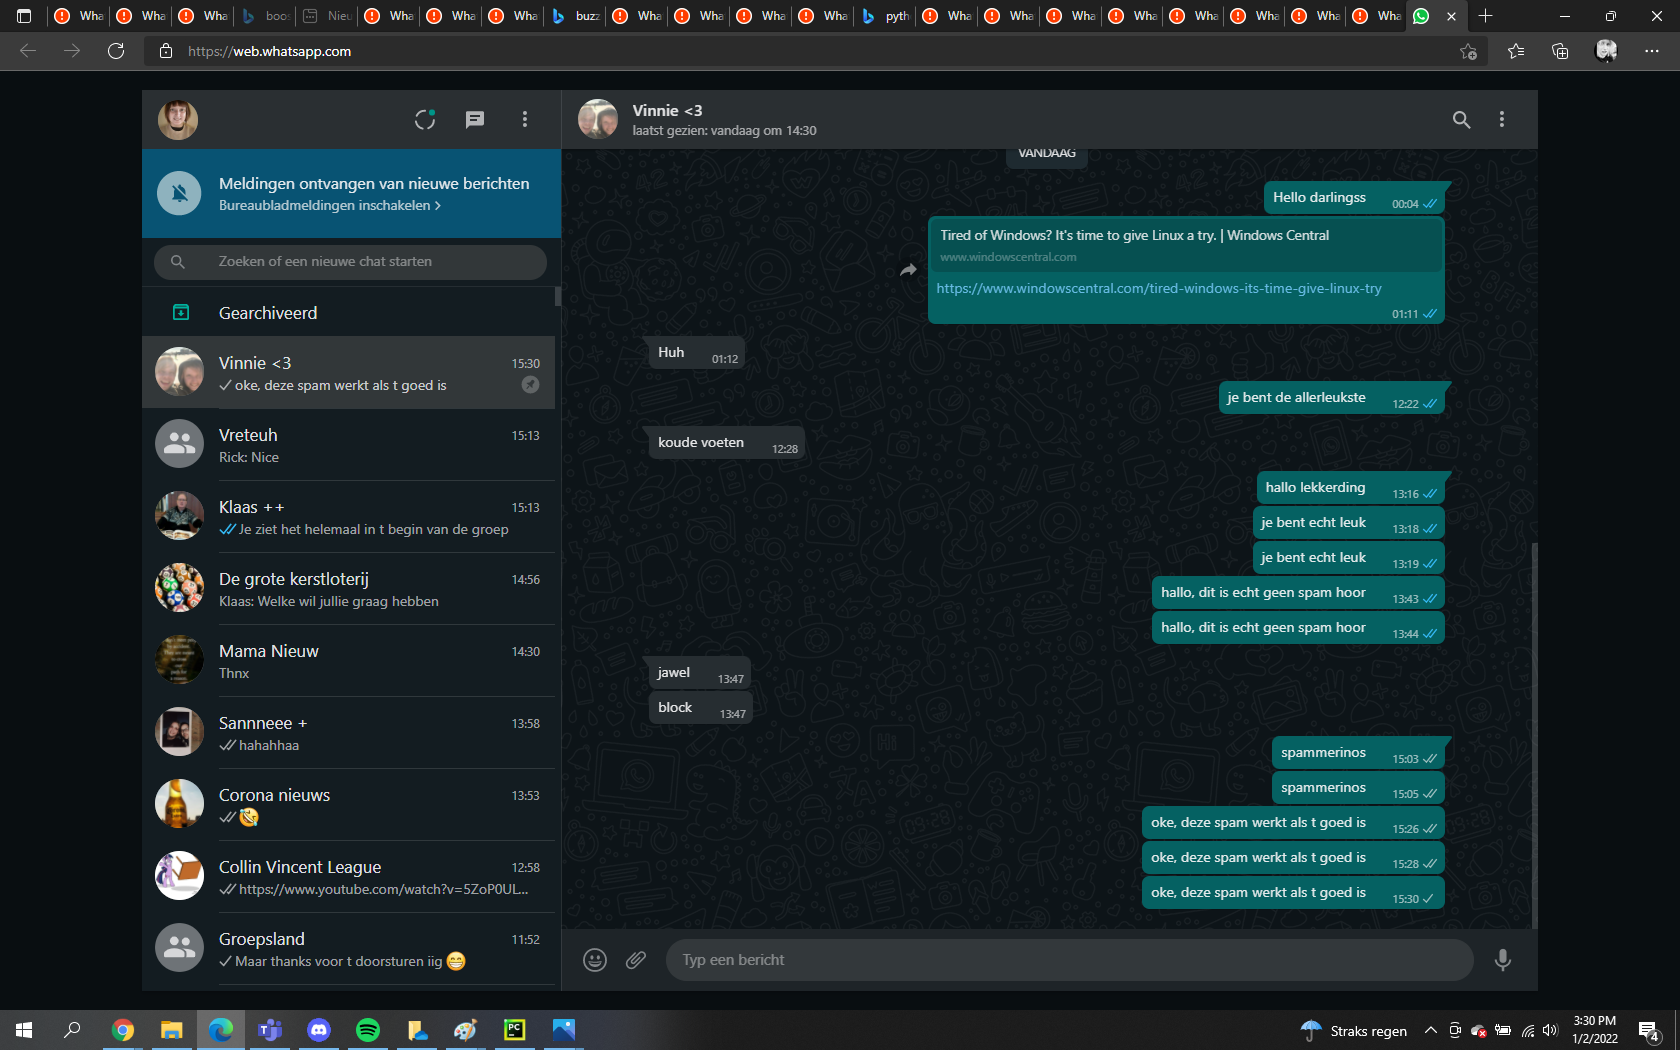 Wha
Wha
Wha
boos
Nieu
Wha
Wha
Wha
buzz
Wha
Wha
Wha
Wha
pyth
Wha
Wha
Wha
Wha
Wha
Wha
Wha
Wha
https://web.whatsapp.com
Meldingen ontvangen van nieuwe berichten
Bureaubladmeldingen inschakelen >
Zoeken of een nieuwe chat starten
Gearchiveerd
Vinnie <3
15:30
oke, deze spam werkt als t goed is
Vreteuh
15:13
Rick: Nice
Klaas ++
15:13
Je ziet het helemaal in t begin van de groep
De grote kerstloterij
14:56
Klaas: Welke wil jullie graag hebben
Mama Nieuw
14:30
Thnx
Sannneee +
13:58
hahahhaa
Corona nieuws
13:53
🤣
Collin Vincent League
12:58
https://www.youtube.com/watch?v=5ZoP0UL...
Groepsland
11:52
Maar thanks voor t doorsturen iig 😁
Vinnie <3
laatst gezien: vandaag om 14:30
VANDAAG
Hello darlingss 00:04
Tired of Windows? It's time to give Linux a try. | Windows Central
www.windowscentral.com
https://www.windowscentral.com/tired-windows-its-time-give-linux-try
01:11
Huh 01:12
je bent de allerleukste 12:22
koude voeten 12:28
hallo lekkerding 13:16
je bent echt leuk 13:18
je bent echt leuk 13:19
hallo, dit is echt geen spam hoor 13:43
hallo, dit is echt geen spam hoor 13:44
jawel 13:47
block 13:47
spammerinos 15:03
spammerinos 15:05
oke, deze spam werkt als t goed is 15:26
oke, deze spam werkt als t goed is 15:28
oke, deze spam werkt als t goed is 15:30
Typ een bericht
PC
Straks regen
3:30 PM
1/2/2022
4